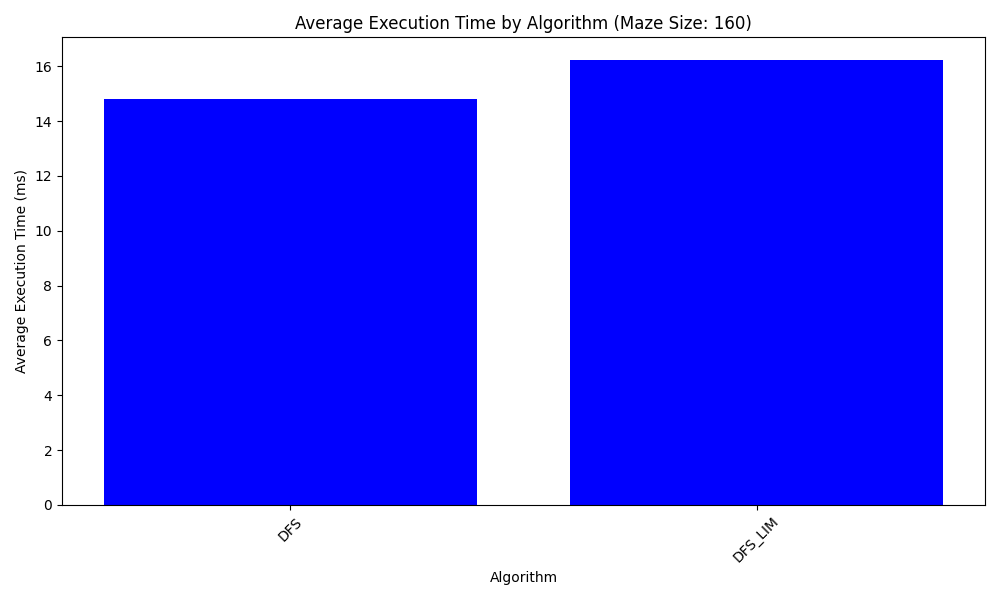 Average Execution Time by Algorithm (Maze Size: 160)
Average Execution Time (ms)
16
14
12
10
8
6
4
2
0
DFS
DFS_LIM
Algorithm